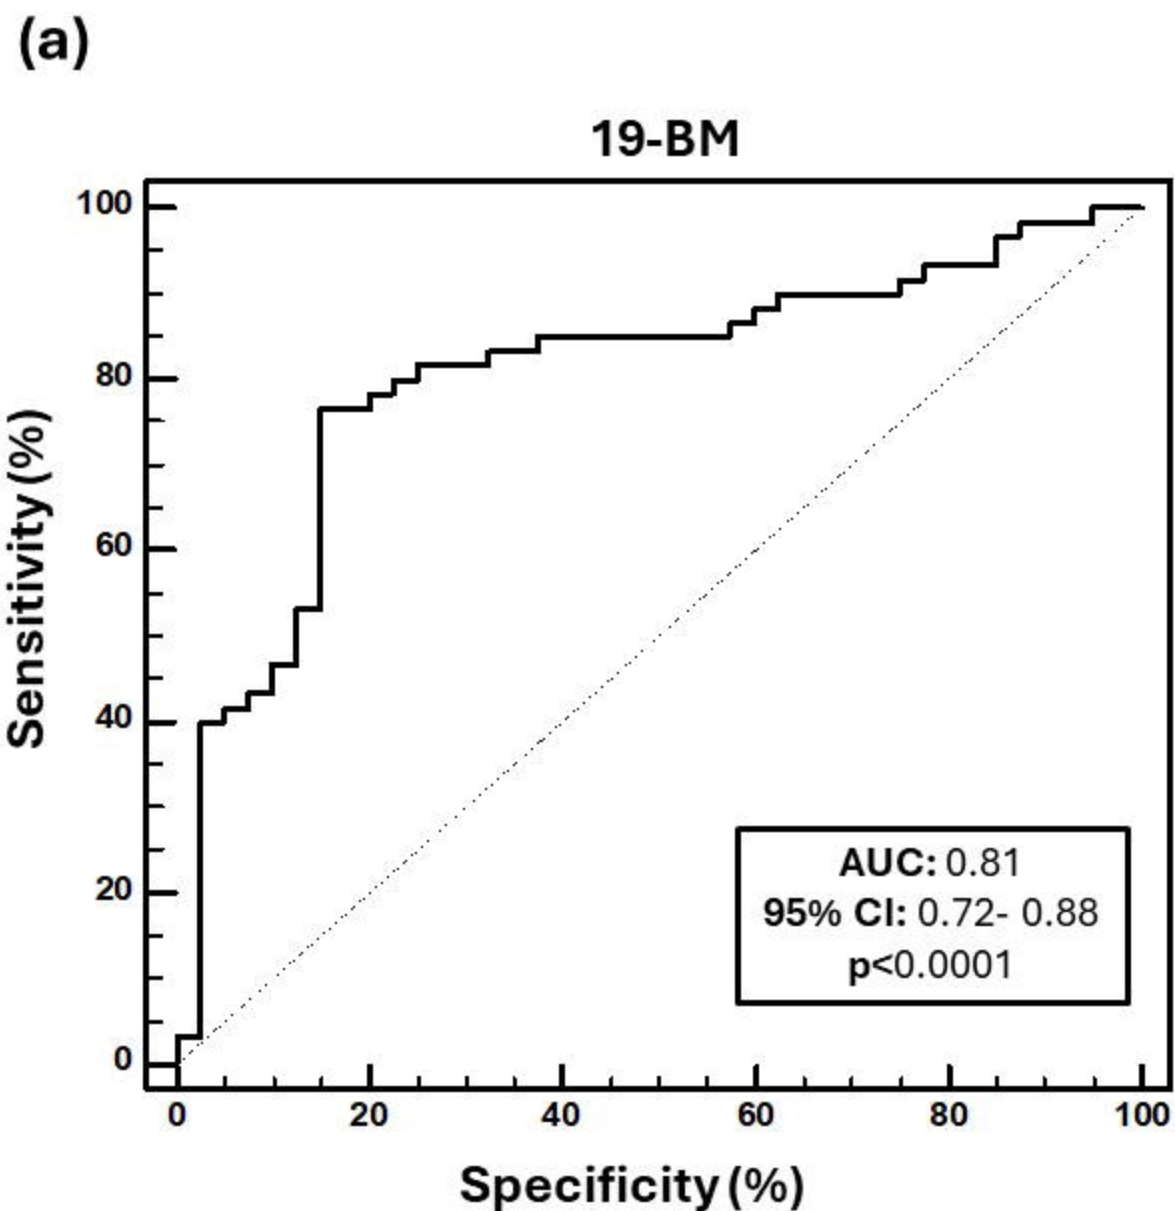 (a)
19-BM
100
80
60
40
20
0
Sensitivity (%)
AUC: 0.81
95% CI: 0.72- 0.88
p<0.0001
0 20 40 60 80 100
Specificity (%)